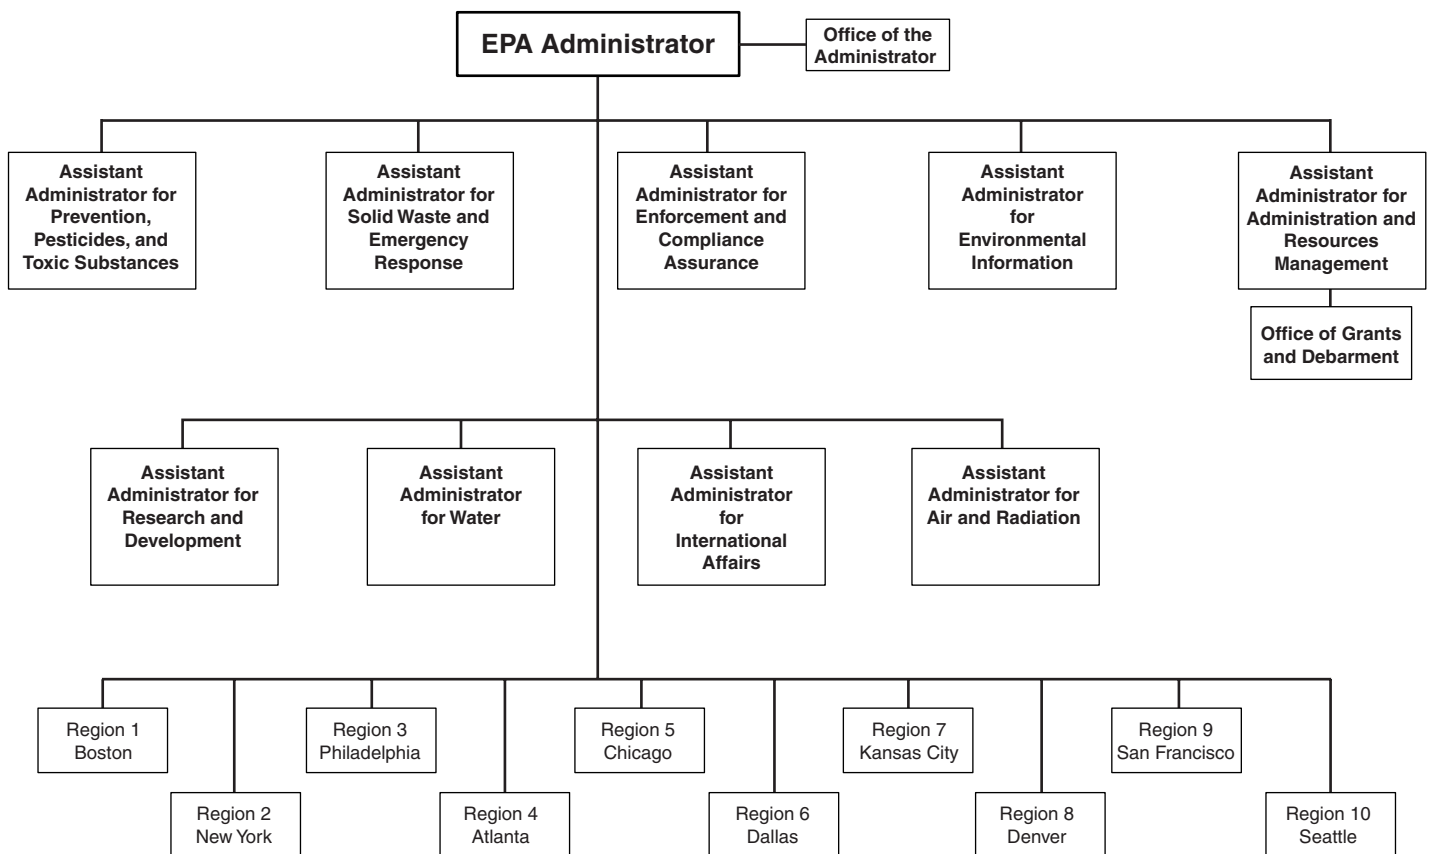 EPA Administrator
Office of the
Administrator
Assistant
Administrator for
Prevention,
Pesticides, and
Toxic Substances
Assistant
Administrator for
Solid Waste and
Emergency
Response
Assistant
Administrator for
Enforcement and
Compliance
Assurance
Assistant
Administrator
for
Environmental
Information
Assistant
Administrator for
Administration and
Resources
Management
Office of Grants
and Debarment
Assistant
Administrator for
Research and
Development
Assistant
Administrator
for Water
Assistant
Administrator
for
International
Affairs
Assistant
Administrator for
Air and Radiation
Region 1
Boston
Region 2
New York
Region 3
Philadelphia
Region 4
Atlanta
Region 5
Chicago
Region 6
Dallas
Region 7
Kansas City
Region 8
Denver
Region 9
San Francisco
Region 10
Seattle